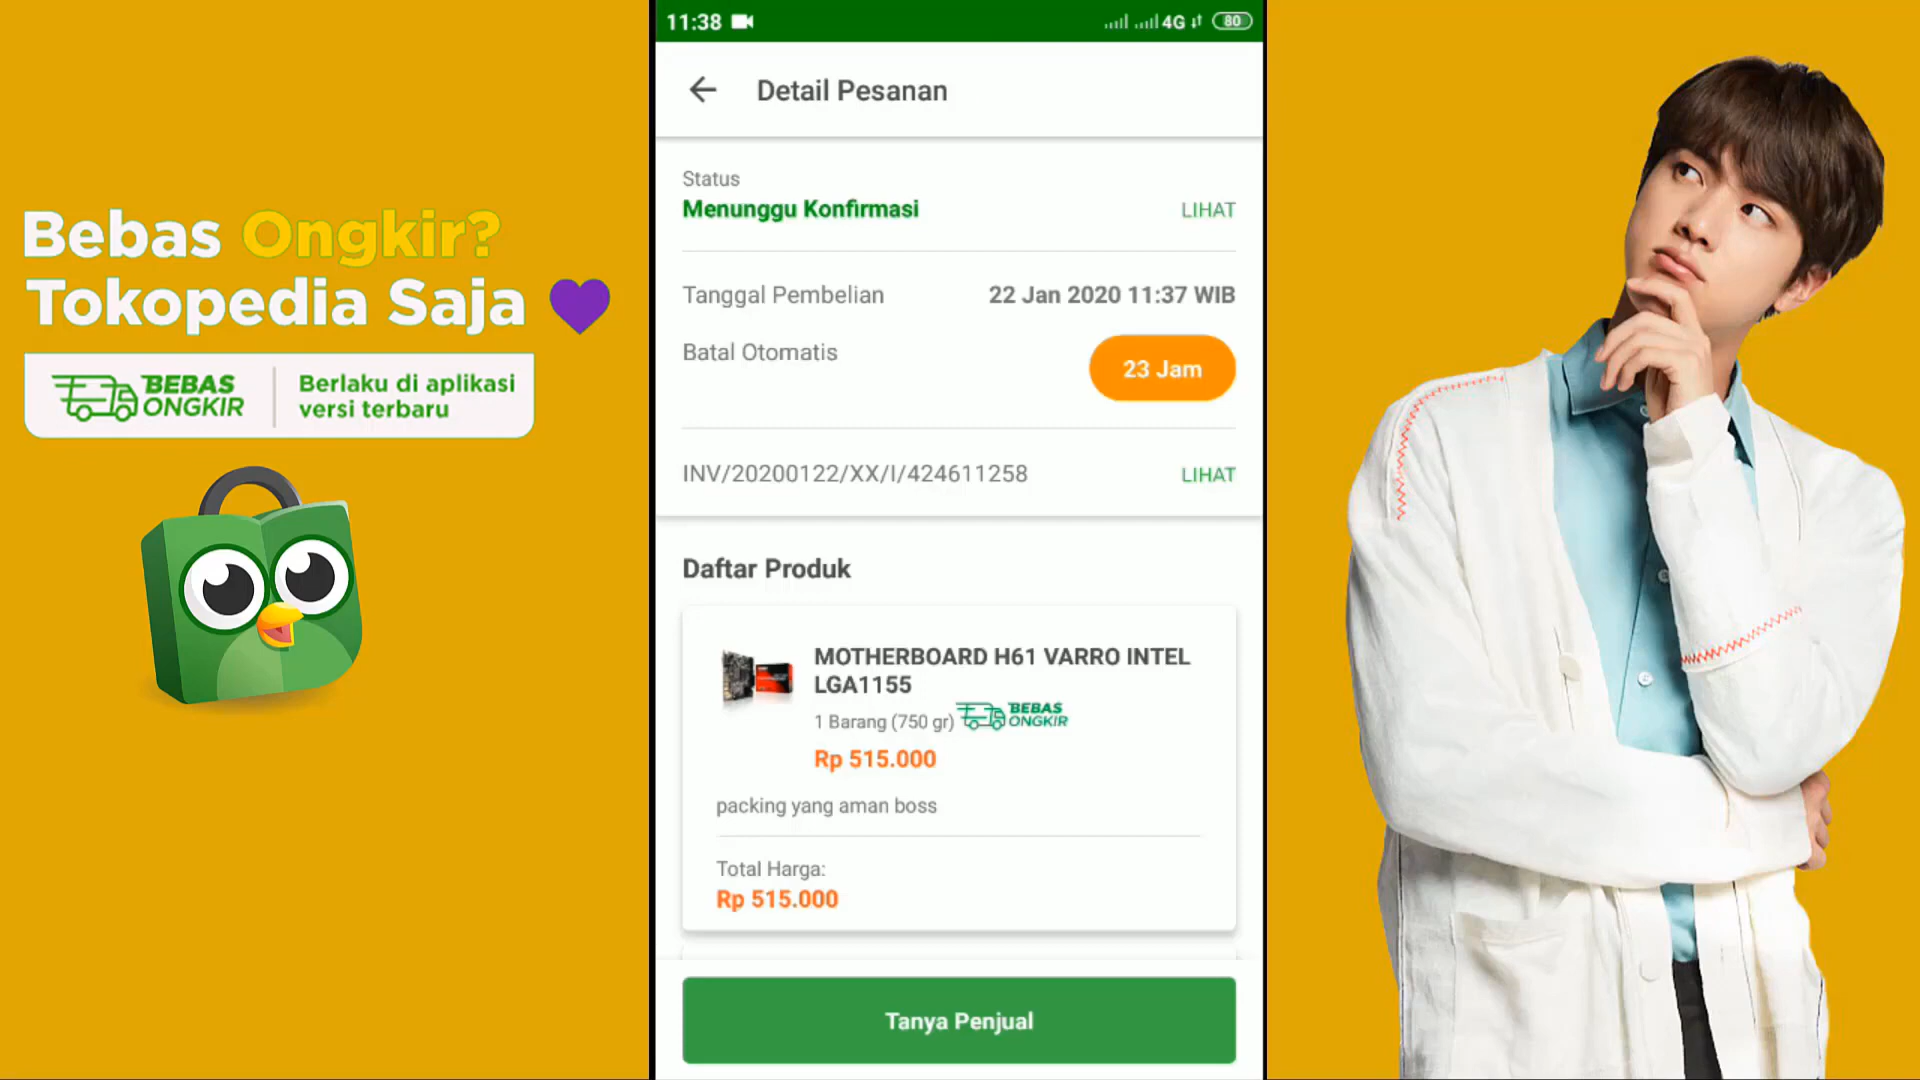 Bebas Ongkir?
Tokopedia Saja
BEBAS
ONGKIR
Berlaku di aplikasi
versi terbaru
11:38
4G
80
Detail Pesanan
Status
Menunggu Konfirmasi
LIHAT
Tanggal Pembelian
22 Jan 2020 11:37 WIB
Batal Otomatis
23 Jam
INV/20200122/XX/I/424611258
LIHAT
Daftar Produk
MOTHERBOARD H61 VARRO INTEL
LGA1155
1 Barang (750 gr)
BEBAS
ONGKIR
Rp 515.000
packing yang aman boss
Total Harga:
Rp 515.000
Tanya Penjual